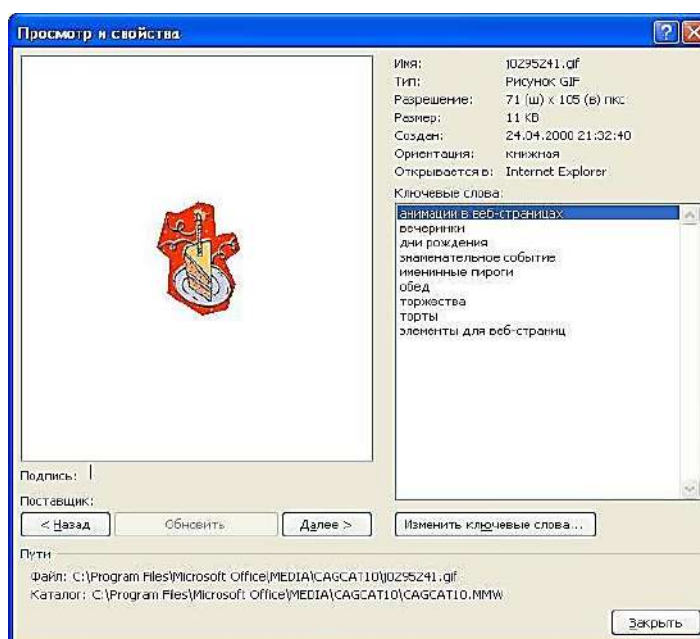 Просмотр и свойства
Имя: j0295241.gif
Тип: Рисунок GIF
Разрешение: 71 (ш) x 105 (в) пкс
Размер: 11 KB
Создан: 24.04.2000 21:32:40
Ориентация: книжная
Открывается в: Internet Explorer
Ключевые слова:
анимации в веб-страницах
вечеринки
дни рождения
знаменательное событие
именинные пироги
обед
торжества
торты
элементы для веб-страниц
Подпись:
Поставщик:
< Назад Обновить Далее > Изменить ключевые слова...
Пути
Файл: C:\Program Files\Microsoft Office\MEDIA\CAGCAT10\j0295241.gif
Каталог: C:\Program Files\Microsoft Office\MEDIA\CAGCAT10\CAGCAT10.MMW
Закрыть